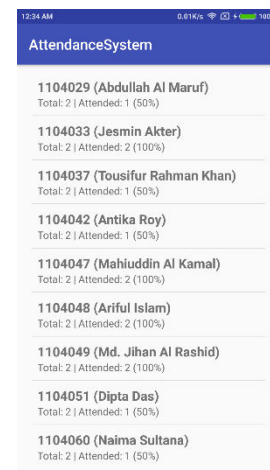 12:34 AM 0.01K/s 100
AttendanceSystem
1104029 (Abdullah Al Maruf)
Total: 2 | Attended: 1 (50%)
1104033 (Jesmin Akter)
Total: 2 | Attended: 2 (100%)
1104037 (Tousifur Rahman Khan)
Total: 2 | Attended: 1 (50%)
1104042 (Antika Roy)
Total: 2 | Attended: 1 (50%)
1104047 (Mahiuddin Al Kamal)
Total: 2 | Attended: 2 (100%)
1104048 (Ariful Islam)
Total: 2 | Attended: 2 (100%)
1104049 (Md. Jihan Al Rashid)
Total: 2 | Attended: 2 (100%)
1104051 (Dipta Das)
Total: 2 | Attended: 1 (50%)
1104060 (Naima Sultana)
Total: 2 | Attended: 1 (50%)